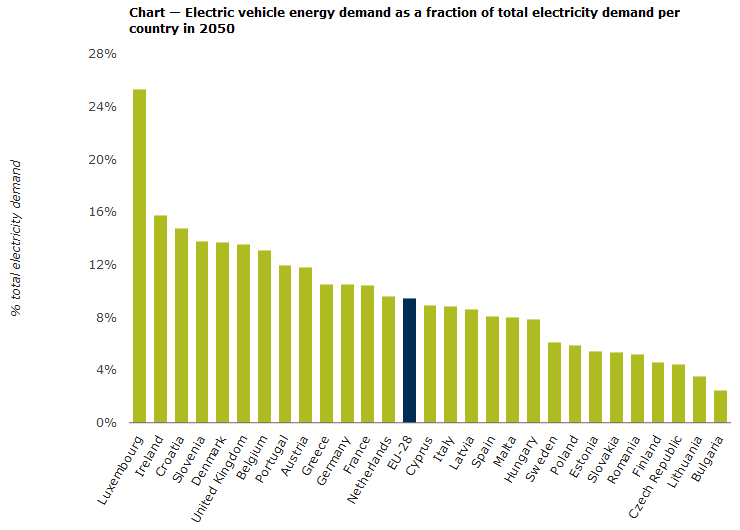 Chart — Electric vehicle energy demand as a fraction of total electricity demand per
country in 2050
28%
24%
20%
16%
12%
8%
4%
0%
% total electricity demand
Luxembourg
Ireland
Croatia
Slovenia
Denmark
United Kingdom
Belgium
Portugal
Austria
Greece
Germany
France
Netherlands
EU-28
Cyprus
Italy
Latvia
Spain
Malta
Hungary
Sweden
Poland
Estonia
Slovakia
Romania
Finland
Czech Republic
Lithuania
Bulgaria